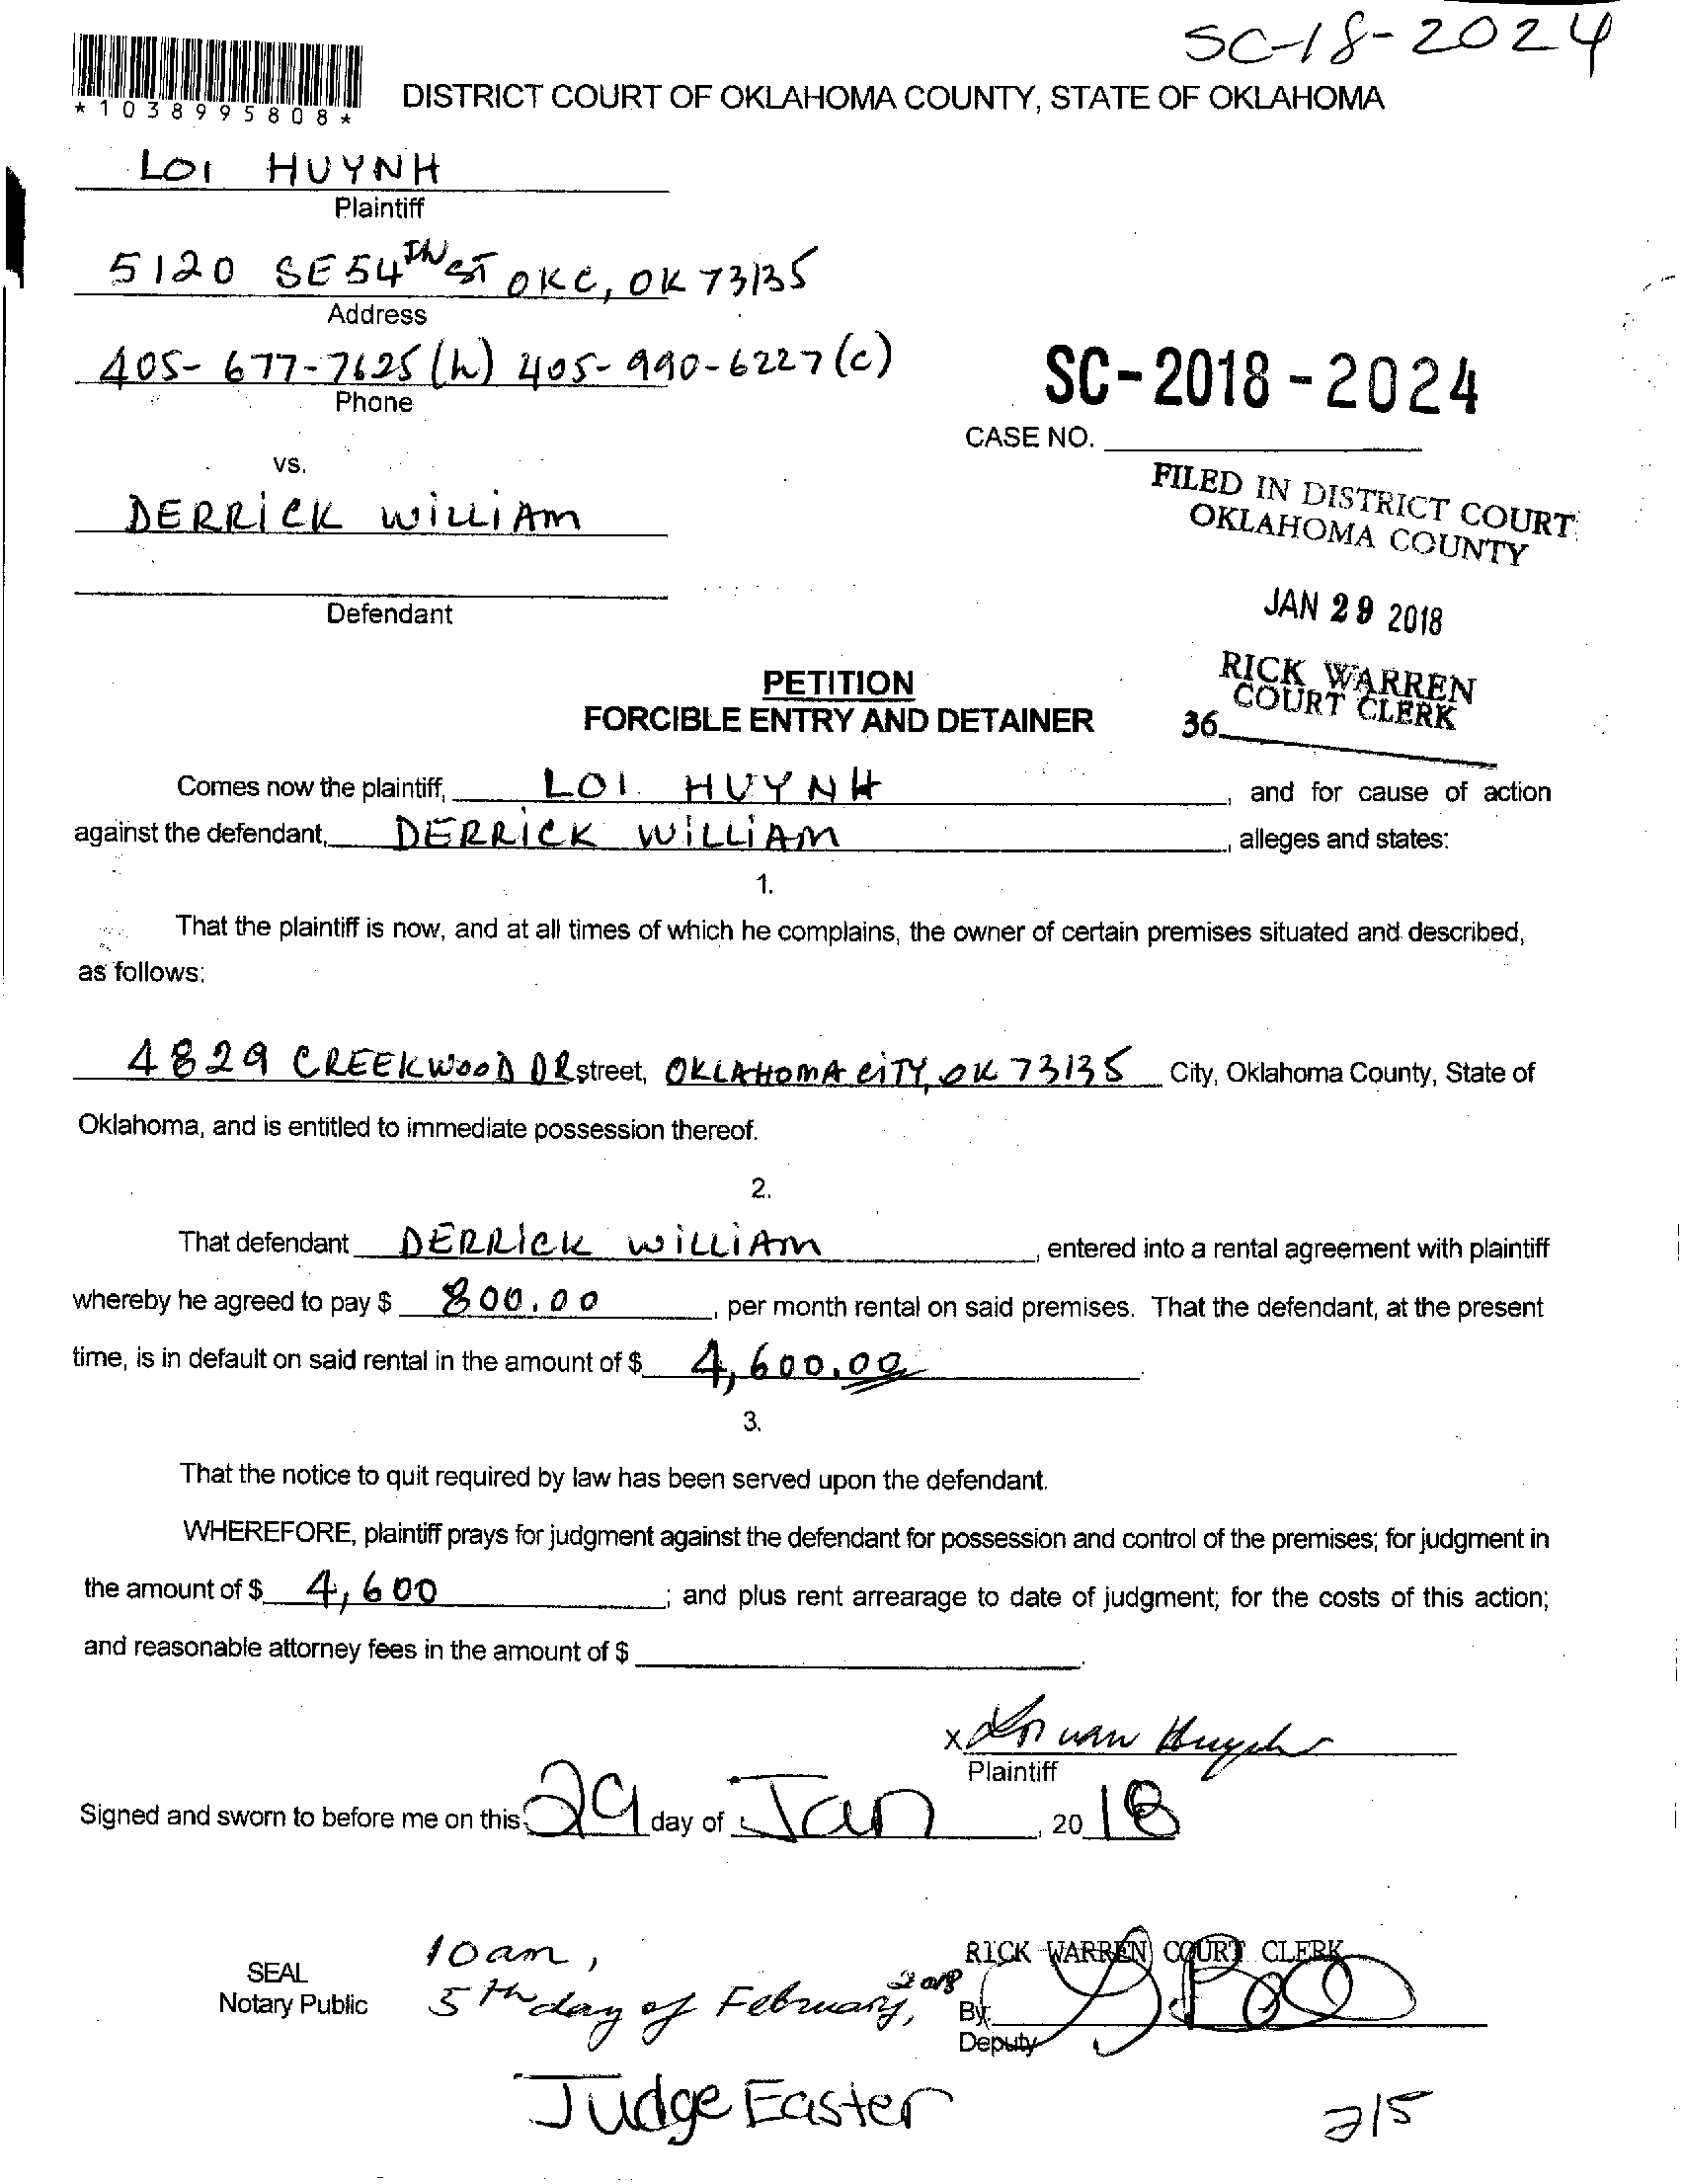 SC-18-2024
*1038995808*
DISTRICT COURT OF OKLAHOMA COUNTY, STATE OF OKLAHOMA
LOI HUYNH
Plaintiff
5120 SE 54TH ST OKC, OK 73135
Address
405-677-7625 (h) 405-990-6227 (c)
Phone
SC-2018-2024
CASE NO.
vs.
FILED IN DISTRICT COURT
OKLAHOMA COUNTY
DERRICK WILLIAM
Defendant
JAN 29 2018
RICK WARREN
COURT CLERK
36
PETITION
FORCIBLE ENTRY AND DETAINER
Comes now the plaintiff, LOI HUYNH, and for cause of action
against the defendant, DERRICK WILLIAM, alleges and states:
1.
That the plaintiff is now, and at all times of which he complains, the owner of certain premises situated and described,
as follows:
4829 CREEKWOOD DR street, OKLAHOMA CITY, OK 73135 City, Oklahoma County, State of
Oklahoma, and is entitled to immediate possession thereof.
2.
That defendant DERRICK WILLIAM, entered into a rental agreement with plaintiff
whereby he agreed to pay $ 800.00, per month rental on said premises. That the defendant, at the present
time, is in default on said rental in the amount of $ 4,600.00
3.
That the notice to quit required by law has been served upon the defendant.
WHEREFORE, plaintiff prays for judgment against the defendant for possession and control of the premises; for judgment in
the amount of $ 4,600; and plus rent arrearage to date of judgment; for the costs of this action;
and reasonable attorney fees in the amount of $ .
x Loi van Huynh
Plaintiff
Signed and sworn to before me on this 29 day of Jan, 20 18
10am,
5th day of February, 2018
SEAL
Notary Public
RICK WARREN COURT CLERK
By:
Deputy
Judge Easter
2/5